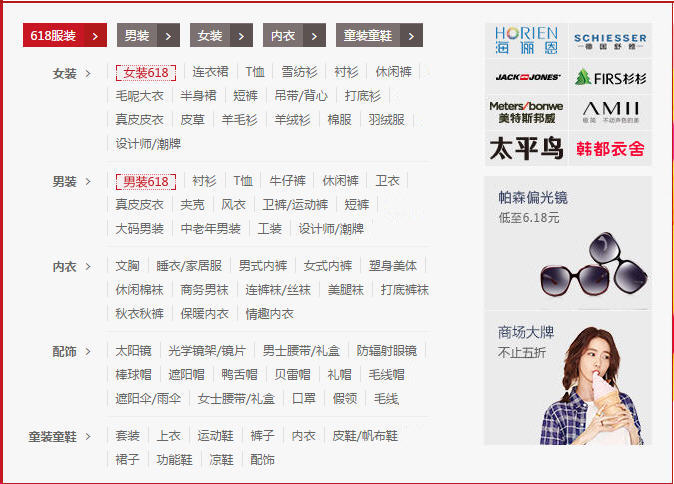 618服装 > 男装 > 女装 > 内衣 > 童装童鞋 >
女装 > 女装618 连衣裙 T恤 雪纺衫 衬衫 休闲裤
毛呢大衣 半身裙 短裤 吊带/背心 打底衫
真皮皮衣 皮草 羊毛衫 羊绒衫 棉服 羽绒服
设计师/潮牌
男装 > 男装618 衬衫 T恤 牛仔裤 休闲裤 卫衣
真皮皮衣 夹克 风衣 卫裤/运动裤 短裤
大码男装 中老年男装 工装 设计师/潮牌
内衣 > 文胸 睡衣/家居服 男式内裤 女式内裤 塑身美体
休闲棉袜 商务男袜 连裤袜/丝袜 美腿袜 打底裤袜
秋衣秋裤 保暖内衣 情趣内衣
配饰 > 太阳镜 光学镜架/镜片 男士腰带/礼盒 防辐射眼镜
棒球帽 遮阳帽 鸭舌帽 贝雷帽 礼帽 毛线帽
遮阳伞/雨伞 女士腰带/礼盒 口罩 假领 毛线
童装童鞋 > 套装 上衣 运动鞋 裤子 内衣 皮鞋/帆布鞋
裙子 功能鞋 凉鞋 配饰
HORIEN
海俪恩
SCHIESSER
德国舒雅
JACK & JONES
FIRS杉杉
Meters/bonwe
美特斯邦威
AMII
极简 不动声色的美
太平鸟
韩都衣舍
帕森偏光镜
低至6.18元
商场大牌
不止五折